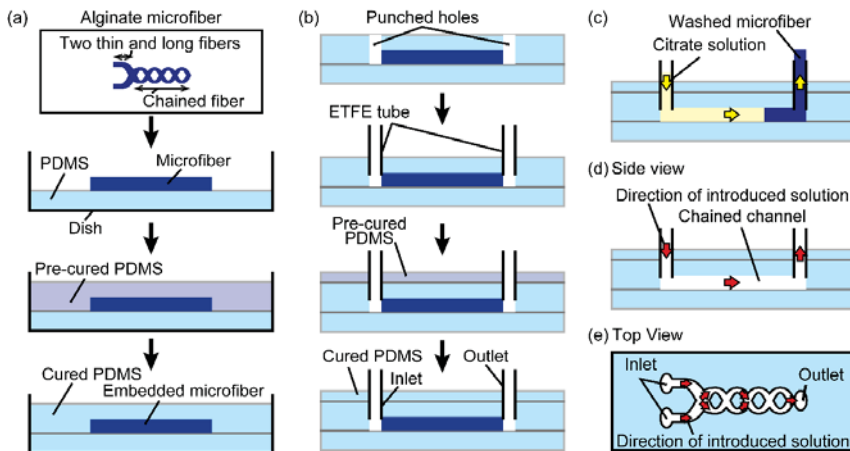 (a)
Alginate microfiber
Two thin and long fibers
Chained fiber
PDMS
Microfiber
Dish
Pre-cured PDMS
Cured PDMS
Embedded microfiber
(b)
Punched holes
ETFE tube
Pre-cured
PDMS
Cured PDMS
Inlet
Outlet
(c)
Washed microfiber
Citrate solution
(d) Side view
Direction of introduced solution
Chained channel
(e) Top View
Inlet
Outlet
Direction of introduced solution